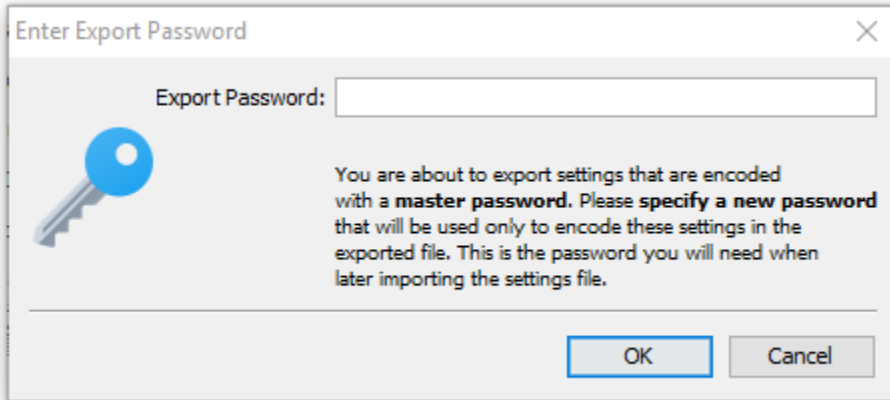 Enter Export Password
Export Password:
You are about to export settings that are encoded
with a master password. Please specify a new password
that will be used only to encode these settings in the
exported file. This is the password you will need when
later importing the settings file.
OK
Cancel